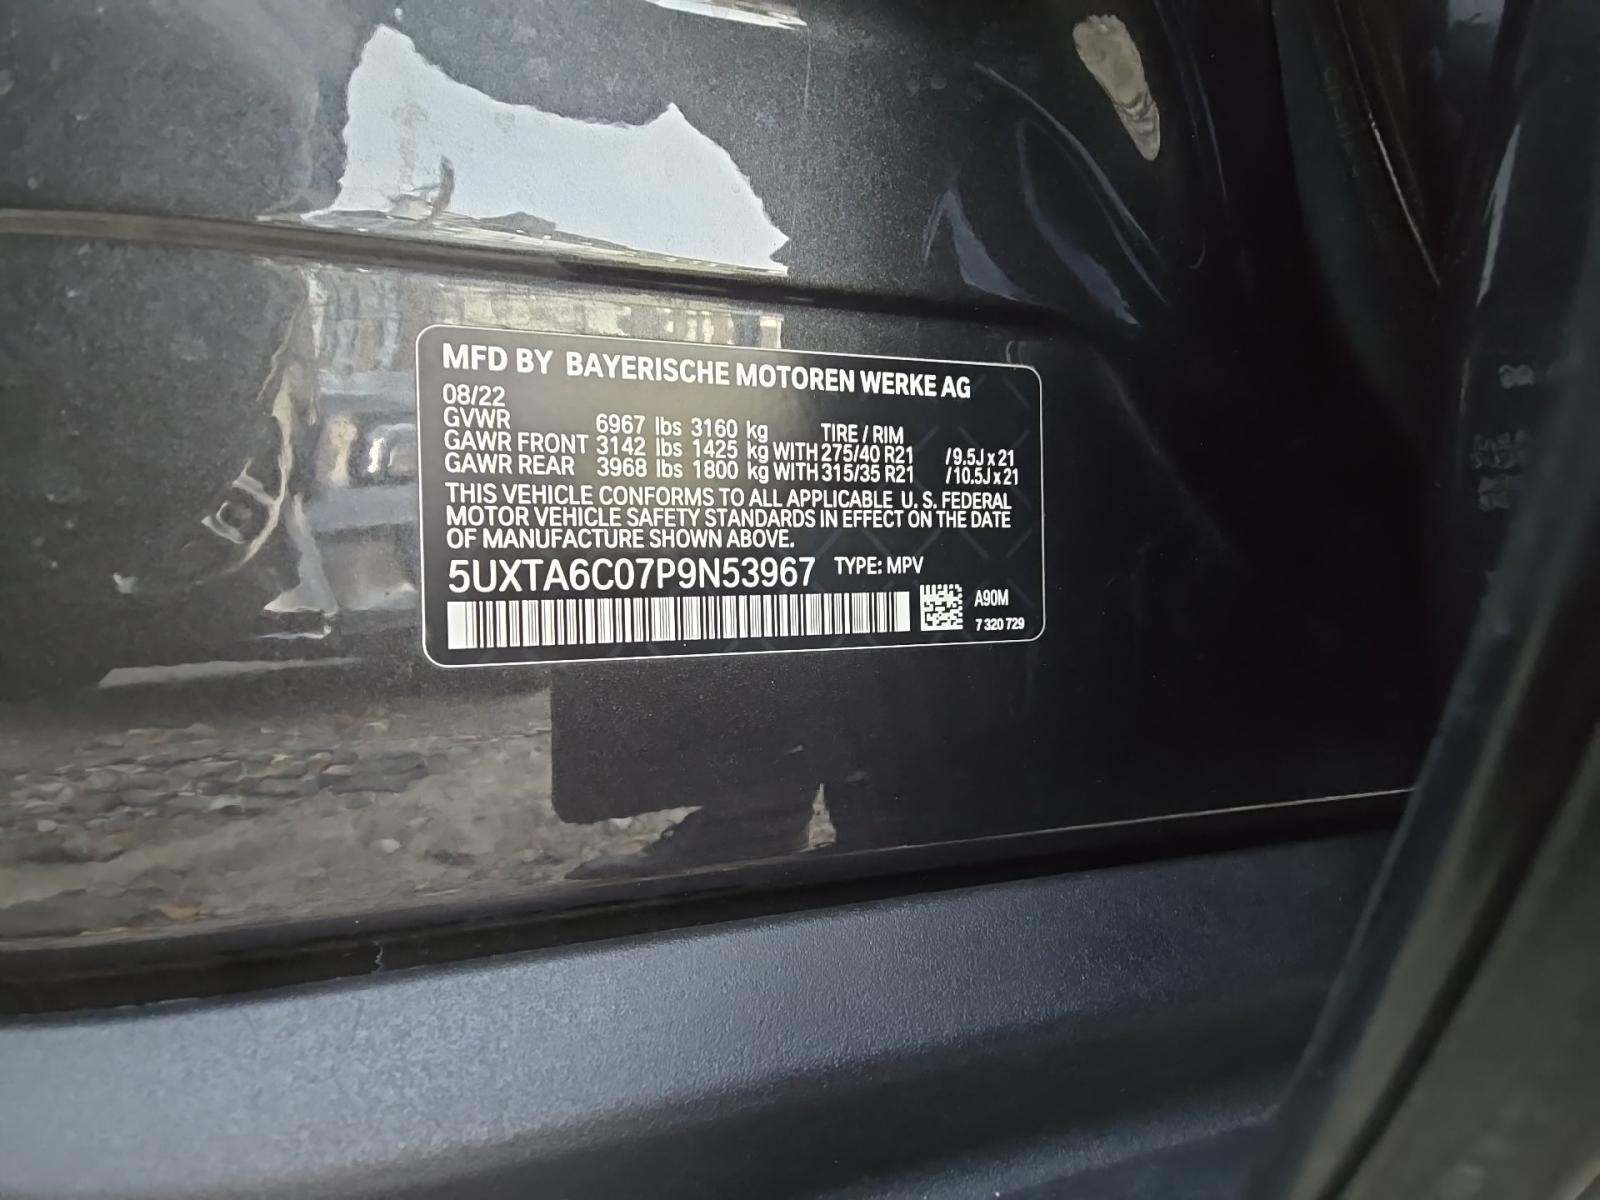 MFD BY BAYERISCHE MOTOREN WERKE AG
08/22
GVWR 6967 lbs 3160 kg TIRE / RIM
GAWR FRONT 3142 lbs 1425 kg WITH 275/40 R21 /9.5J x 21
GAWR REAR 3968 lbs 1800 kg WITH 315/35 R21 /10.5J x 21
THIS VEHICLE CONFORMS TO ALL APPLICABLE U. S. FEDERAL
MOTOR VEHICLE SAFETY STANDARDS IN EFFECT ON THE DATE
OF MANUFACTURE SHOWN ABOVE.
5UXTA6C07P9N53967 TYPE: MPV
A90M
7 320 729